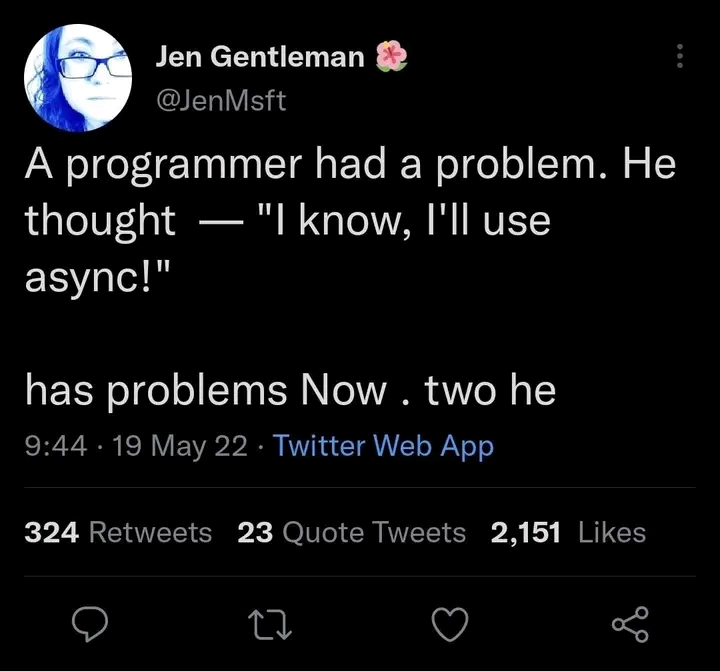 Jen Gentleman 🌺
@JenMsft
A programmer had a problem. He
thought — "I know, I'll use
async!"
has problems Now . two he
9:44 · 19 May 22 · Twitter Web App
324 Retweets 23 Quote Tweets 2,151 Likes